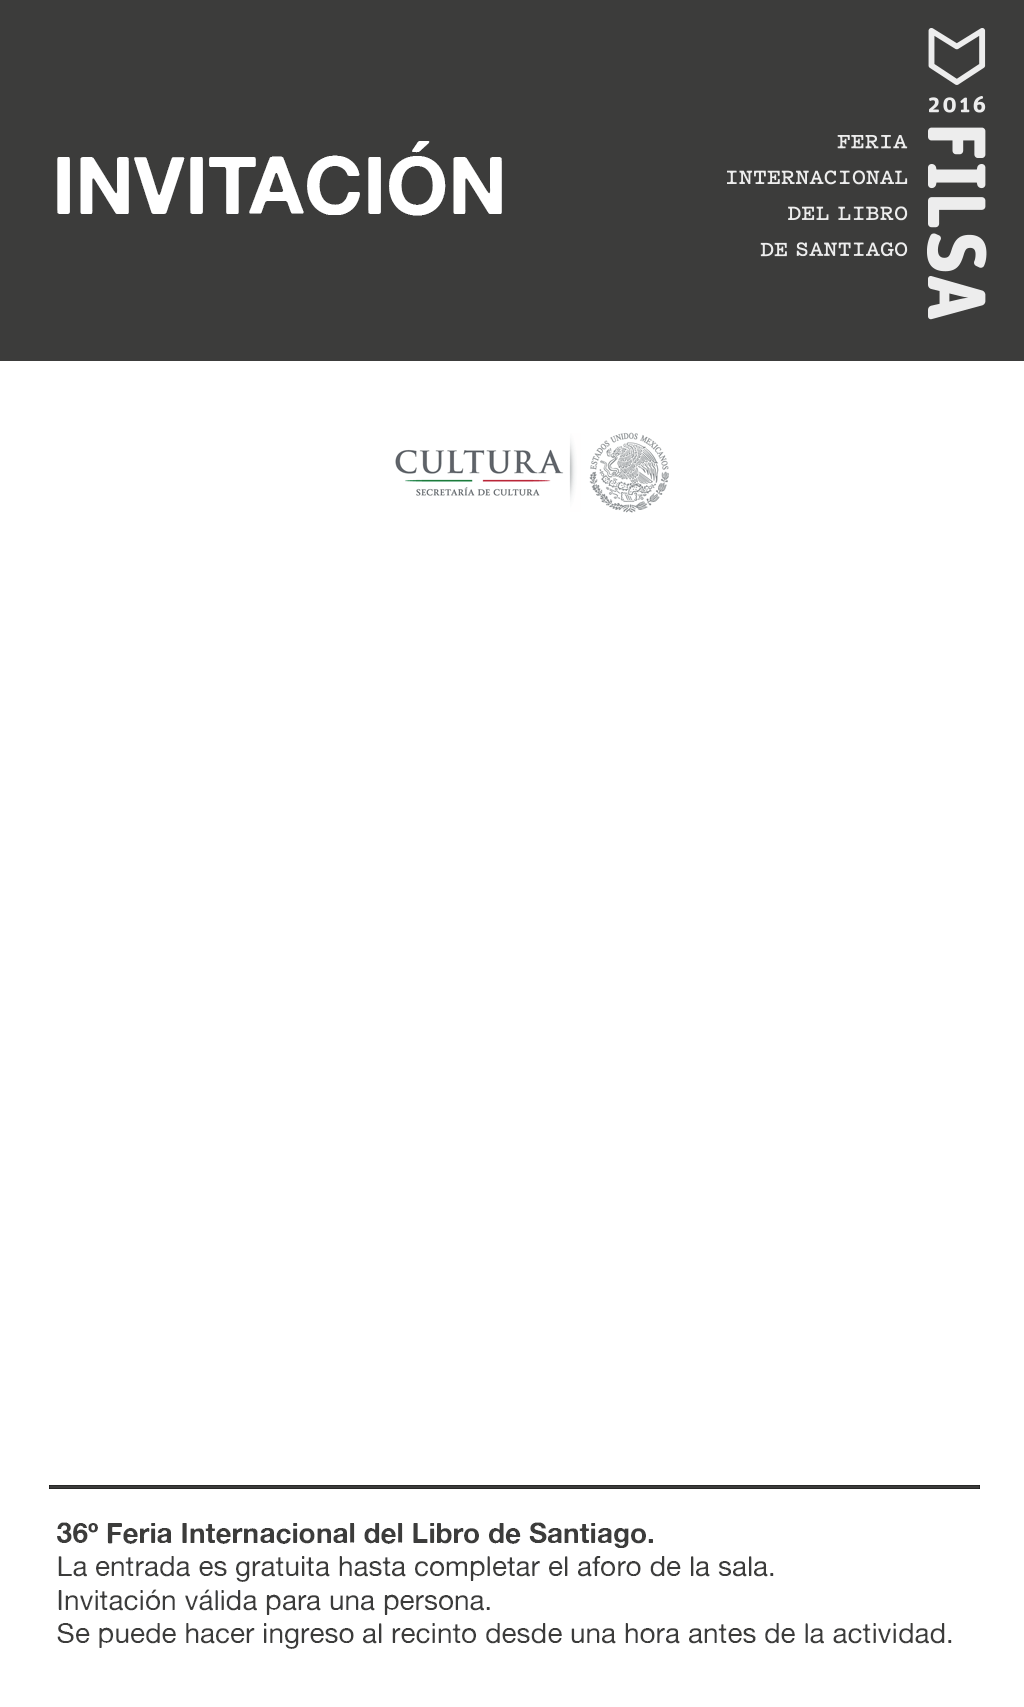 INVITACIÓN
2016
FILSA
FERIA
INTERNACIONAL
DEL LIBRO
DE SANTIAGO
CULTURA
SECRETARÍA DE CULTURA
ESTADOS UNIDOS MEXICANOS
36º Feria Internacional del Libro de Santiago.
La entrada es gratuita hasta completar el aforo de la sala.
Invitación válida para una persona.
Se puede hacer ingreso al recinto desde una hora antes de la actividad.